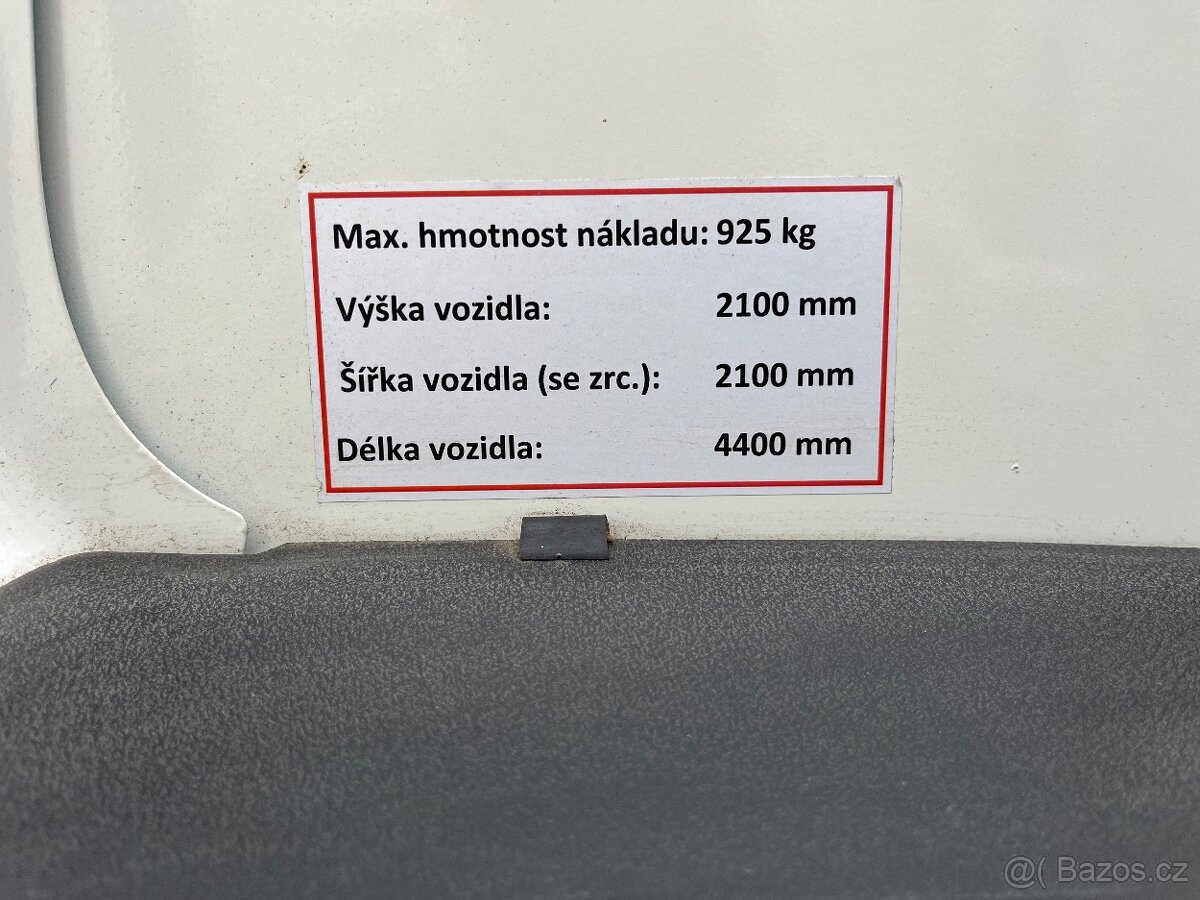 Max. hmotnost nákladu: 925 kg
Výška vozidla: 2100 mm
Šířka vozidla (se zrc.): 2100 mm
Délka vozidla: 4400 mm
@( Bazos.cz